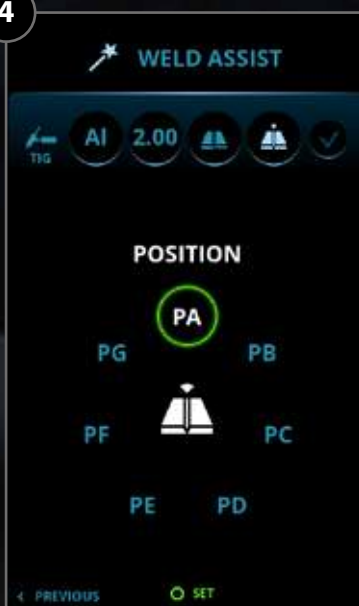 4
WELD ASSIST
TIG
Al 2.00
POSITION
PA
PG PB
PF PC
PE PD
PREVIOUS SET